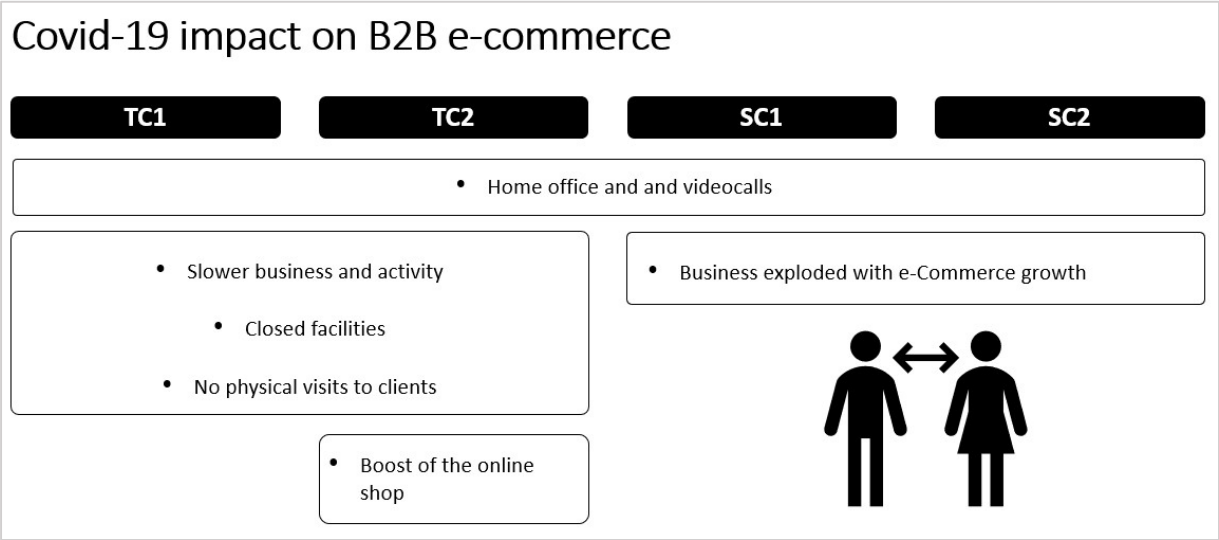 Covid-19 impact on B2B e-commerce
TC1
TC2
SC1
SC2
• Home office and and videocalls
• Slower business and activity
• Closed facilities
• No physical visits to clients
• Business exploded with e-Commerce growth
• Boost of the online
shop